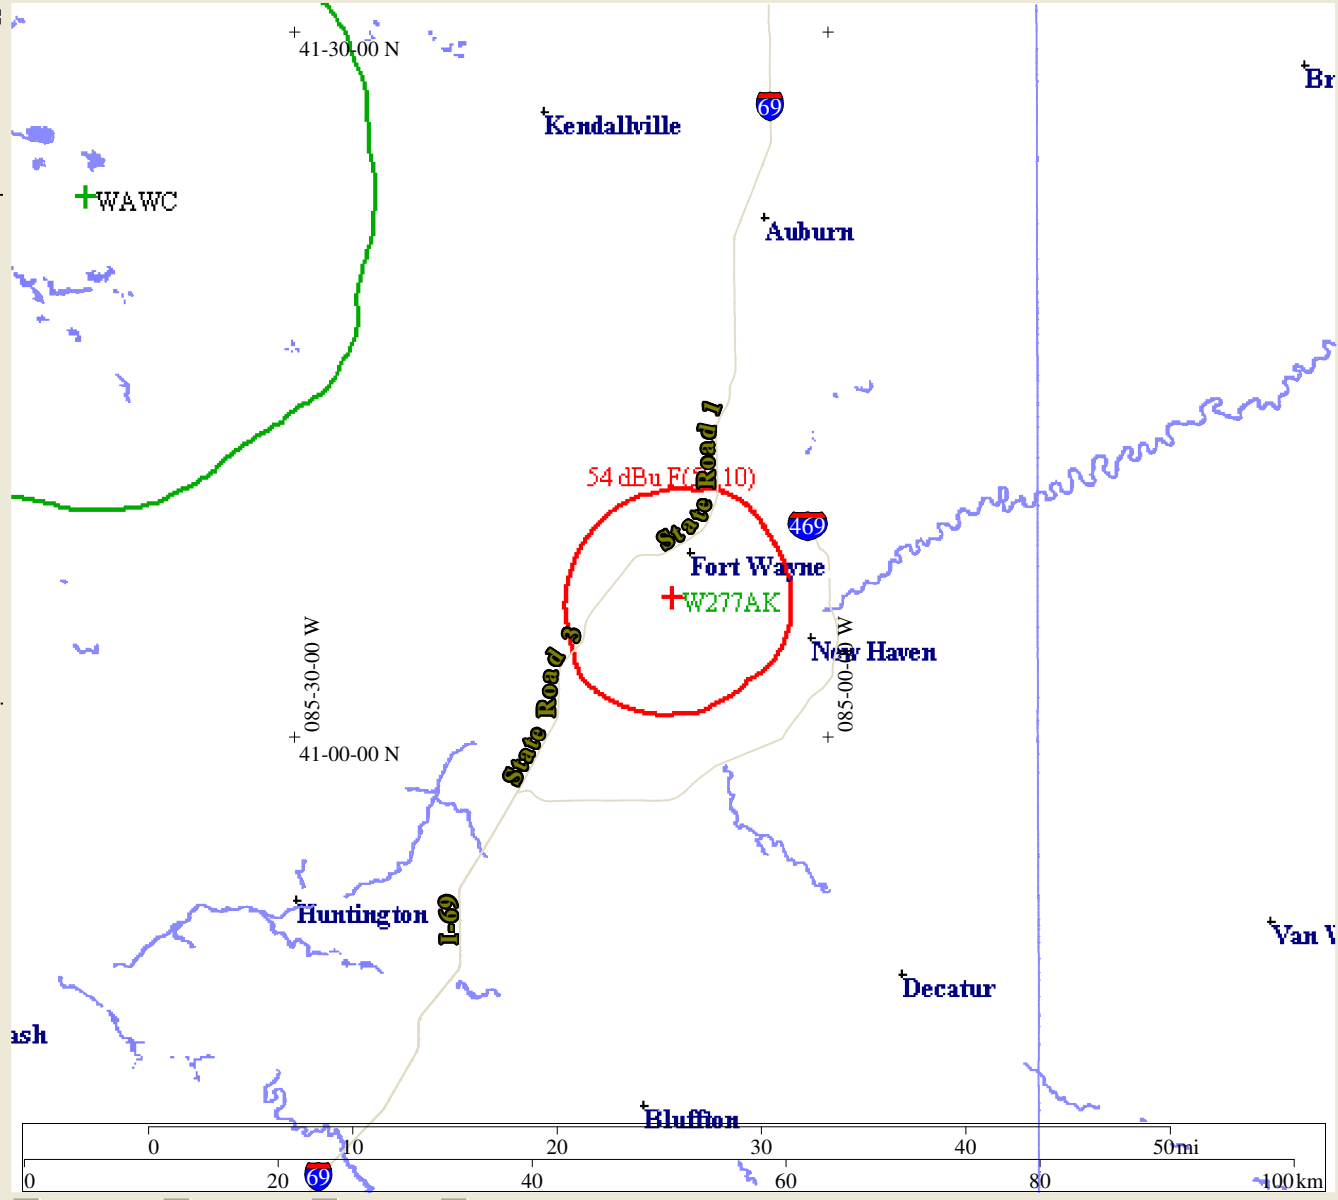 41-30-00 N
69
Kendallville
WAWC
Auburn
State Road 1
54 dBu F( 10)
469
Fort Wayne
W277AK
085-30-00 W
State Road 3
New Haven
085-00-00 W
41-00-00 N
Huntington
I-69
Decatur
Bluffton
0 10 20 30 40 50mi
69
0 20 40 60 80 100km